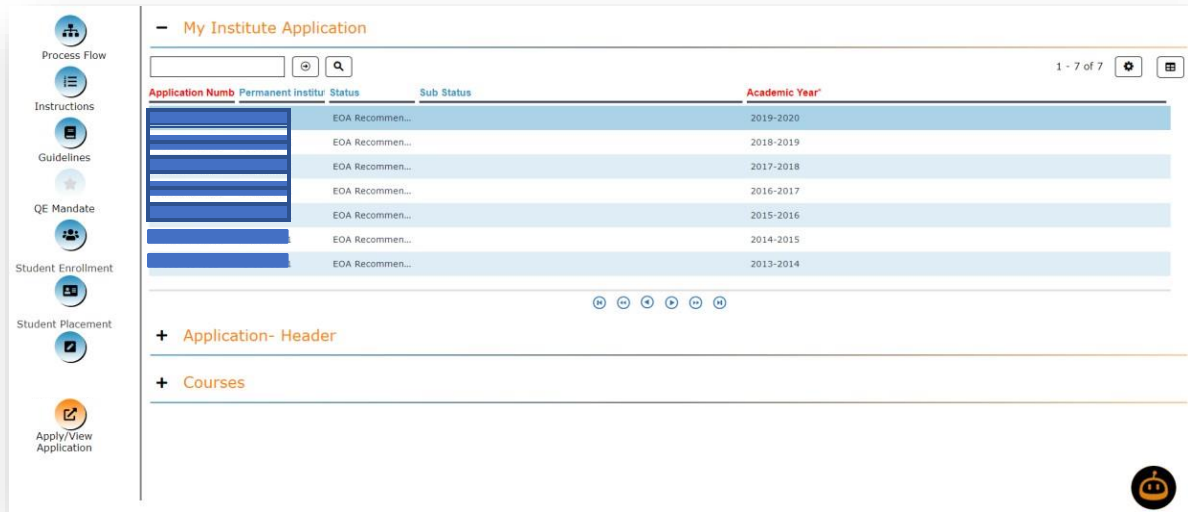 Process Flow
Instructions
Guidelines
QE Mandate
Student Enrollment
Student Placement
Apply/View
Application
My Institute Application
1 - 7 of 7
Application Numb Permanent institu Status Sub Status Academic Year*
EOA Recommen... 2019-2020
EOA Recommen... 2018-2019
EOA Recommen... 2017-2018
EOA Recommen... 2016-2017
EOA Recommen... 2015-2016
EOA Recommen... 2014-2015
EOA Recommen... 2013-2014
Application- Header
Courses